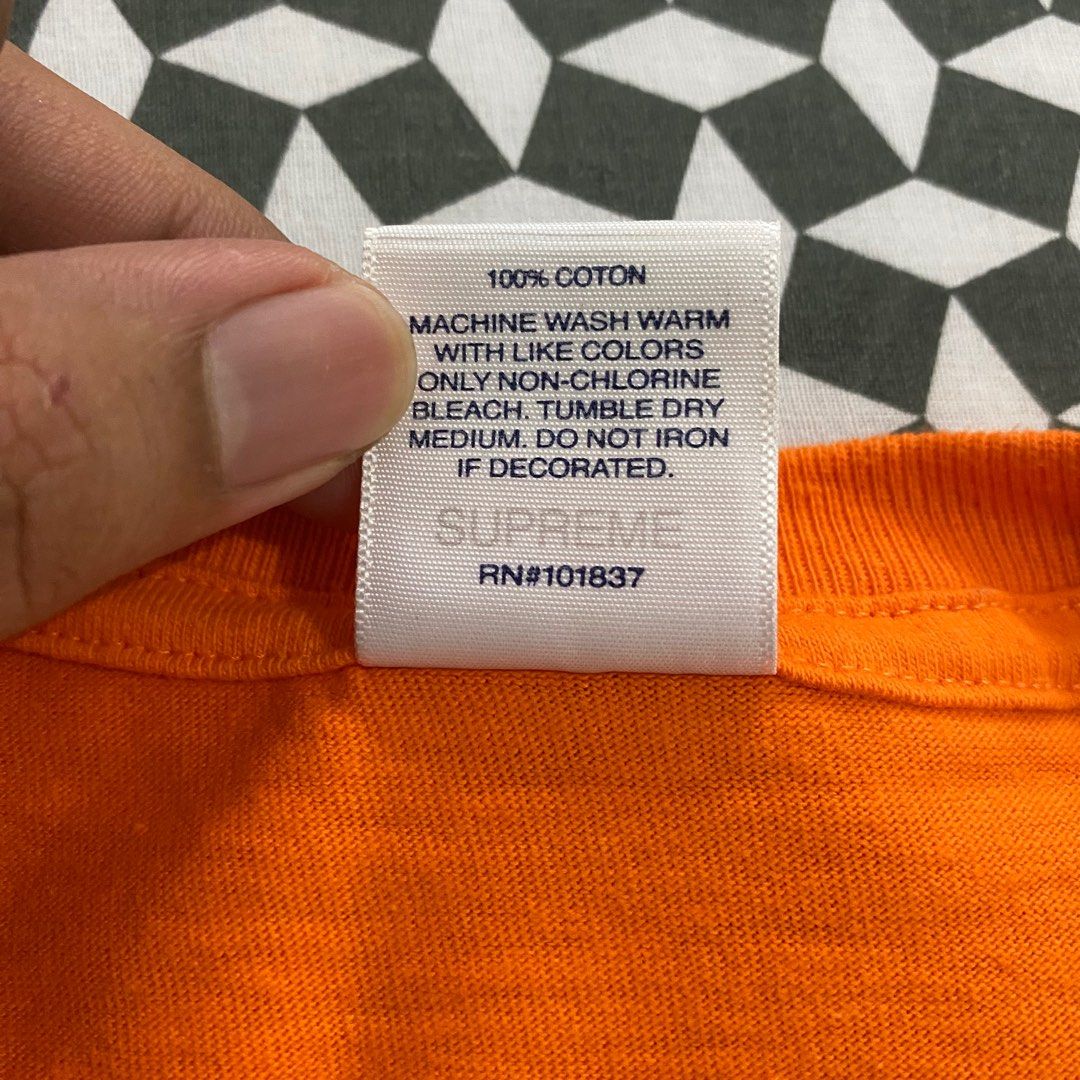 100% COTON
MACHINE WASH WARM
WITH LIKE COLORS
ONLY NON-CHLORINE
BLEACH. TUMBLE DRY
MEDIUM. DO NOT IRON
IF DECORATED.
SUPREME
RN#101837